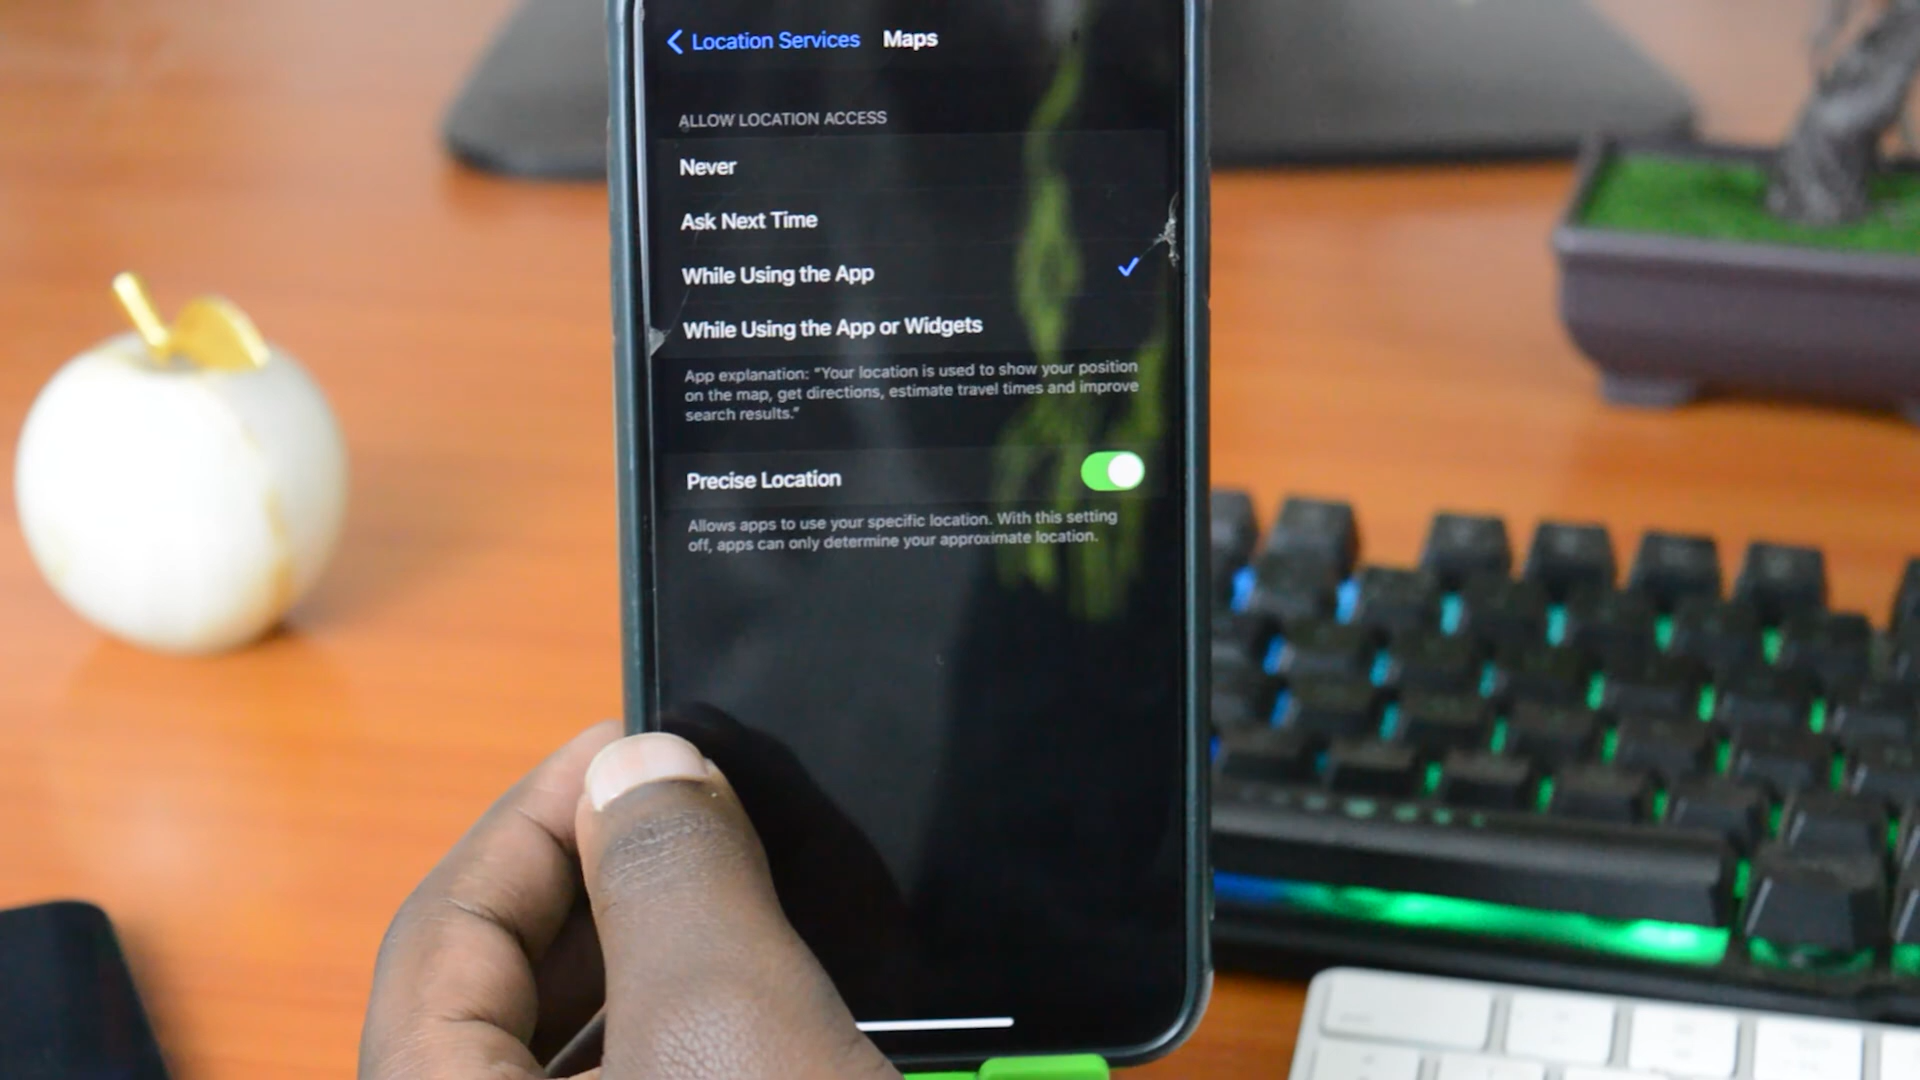 Location Services Maps
ALLOW LOCATION ACCESS
Never
Ask Next Time
While Using the App
While Using the App or Widgets
App explanation: “Your location is used to show your position
on the map, get directions, estimate travel times and improve
search results.”
Precise Location
Allows apps to use your specific location. With this setting
off, apps can only determine your approximate location.